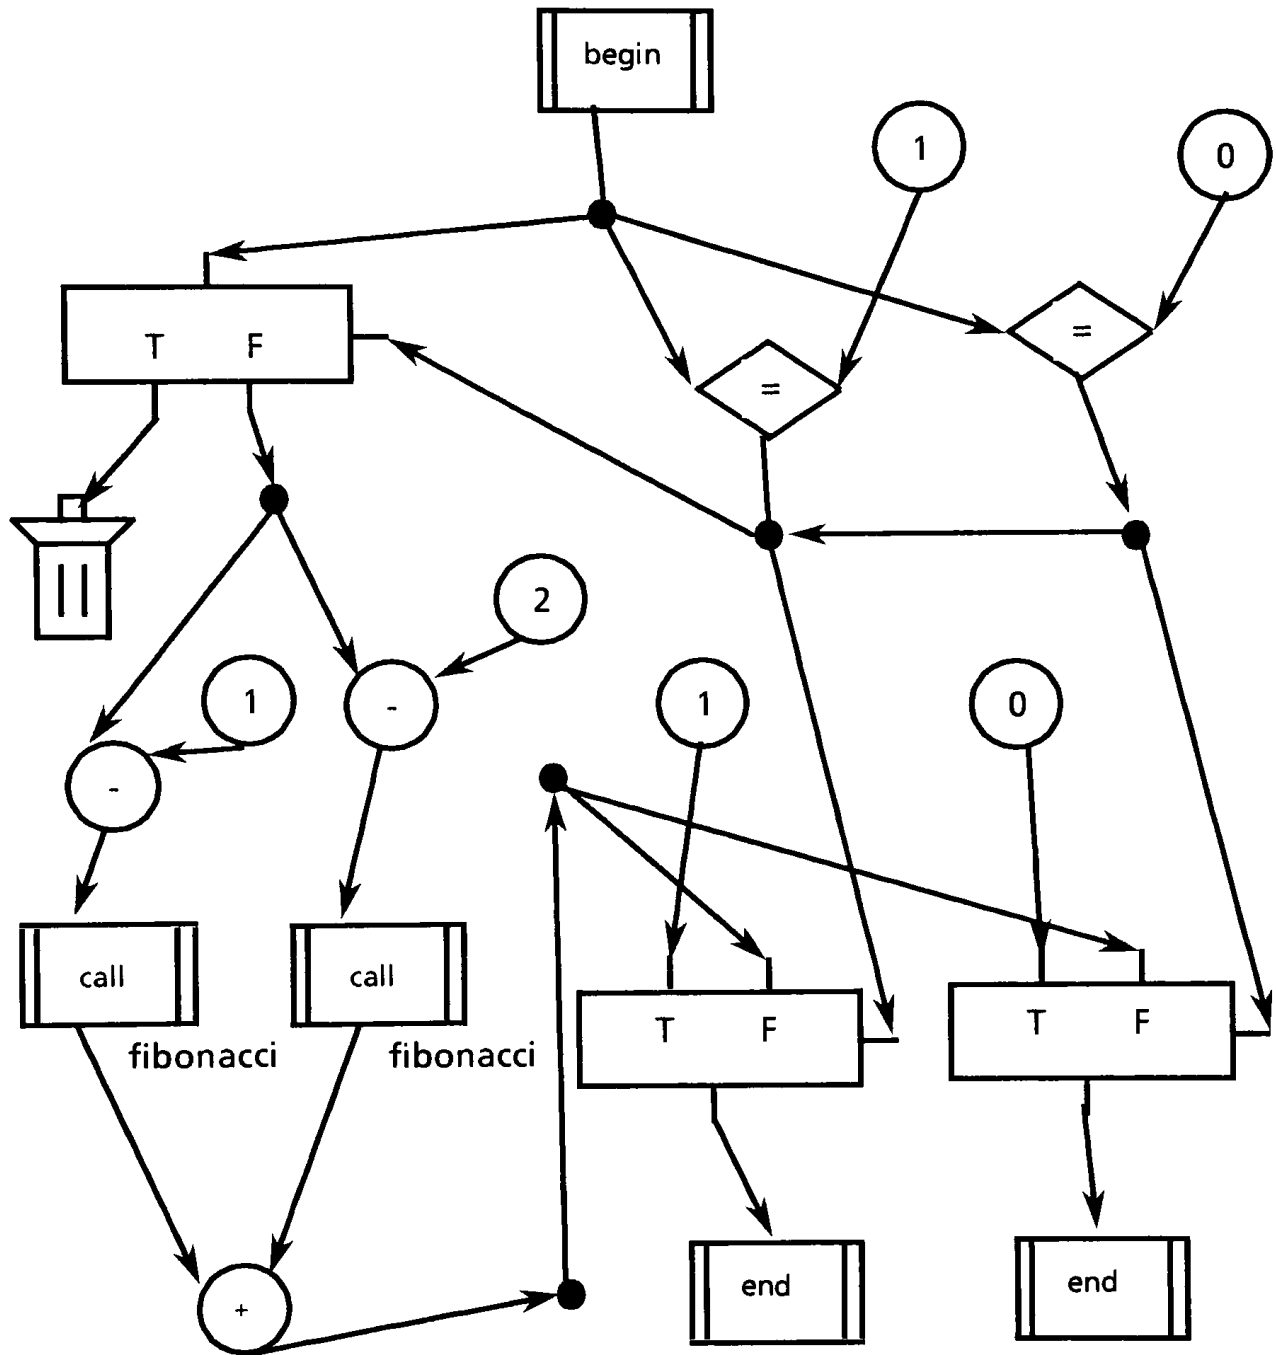 begin
1
0
=
T F
=
2
1
-
1
0
-
call
call
T F
T F
fibonacci
fibonacci
end
end
+